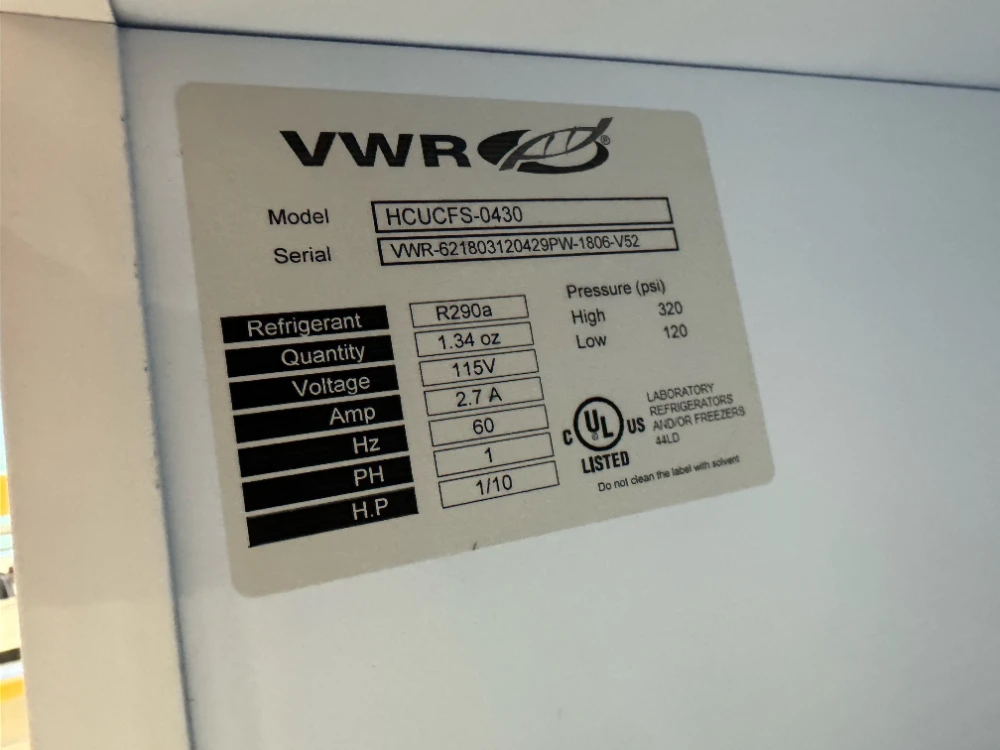 VWR®
Model HCUCFS-0430
Serial VWR-621803120429PW-1806-V52
Refrigerant R290a
Quantity 1.34 oz
Voltage 115V
Amp 2.7 A
Hz 60
PH 1
H.P 1/10
Pressure (psi)
High 320
Low 120
C UL ® US
LISTED
LABORATORY
REFRIGERATORS
AND/OR FREEZERS
44LD
Do not clean the label with solvent